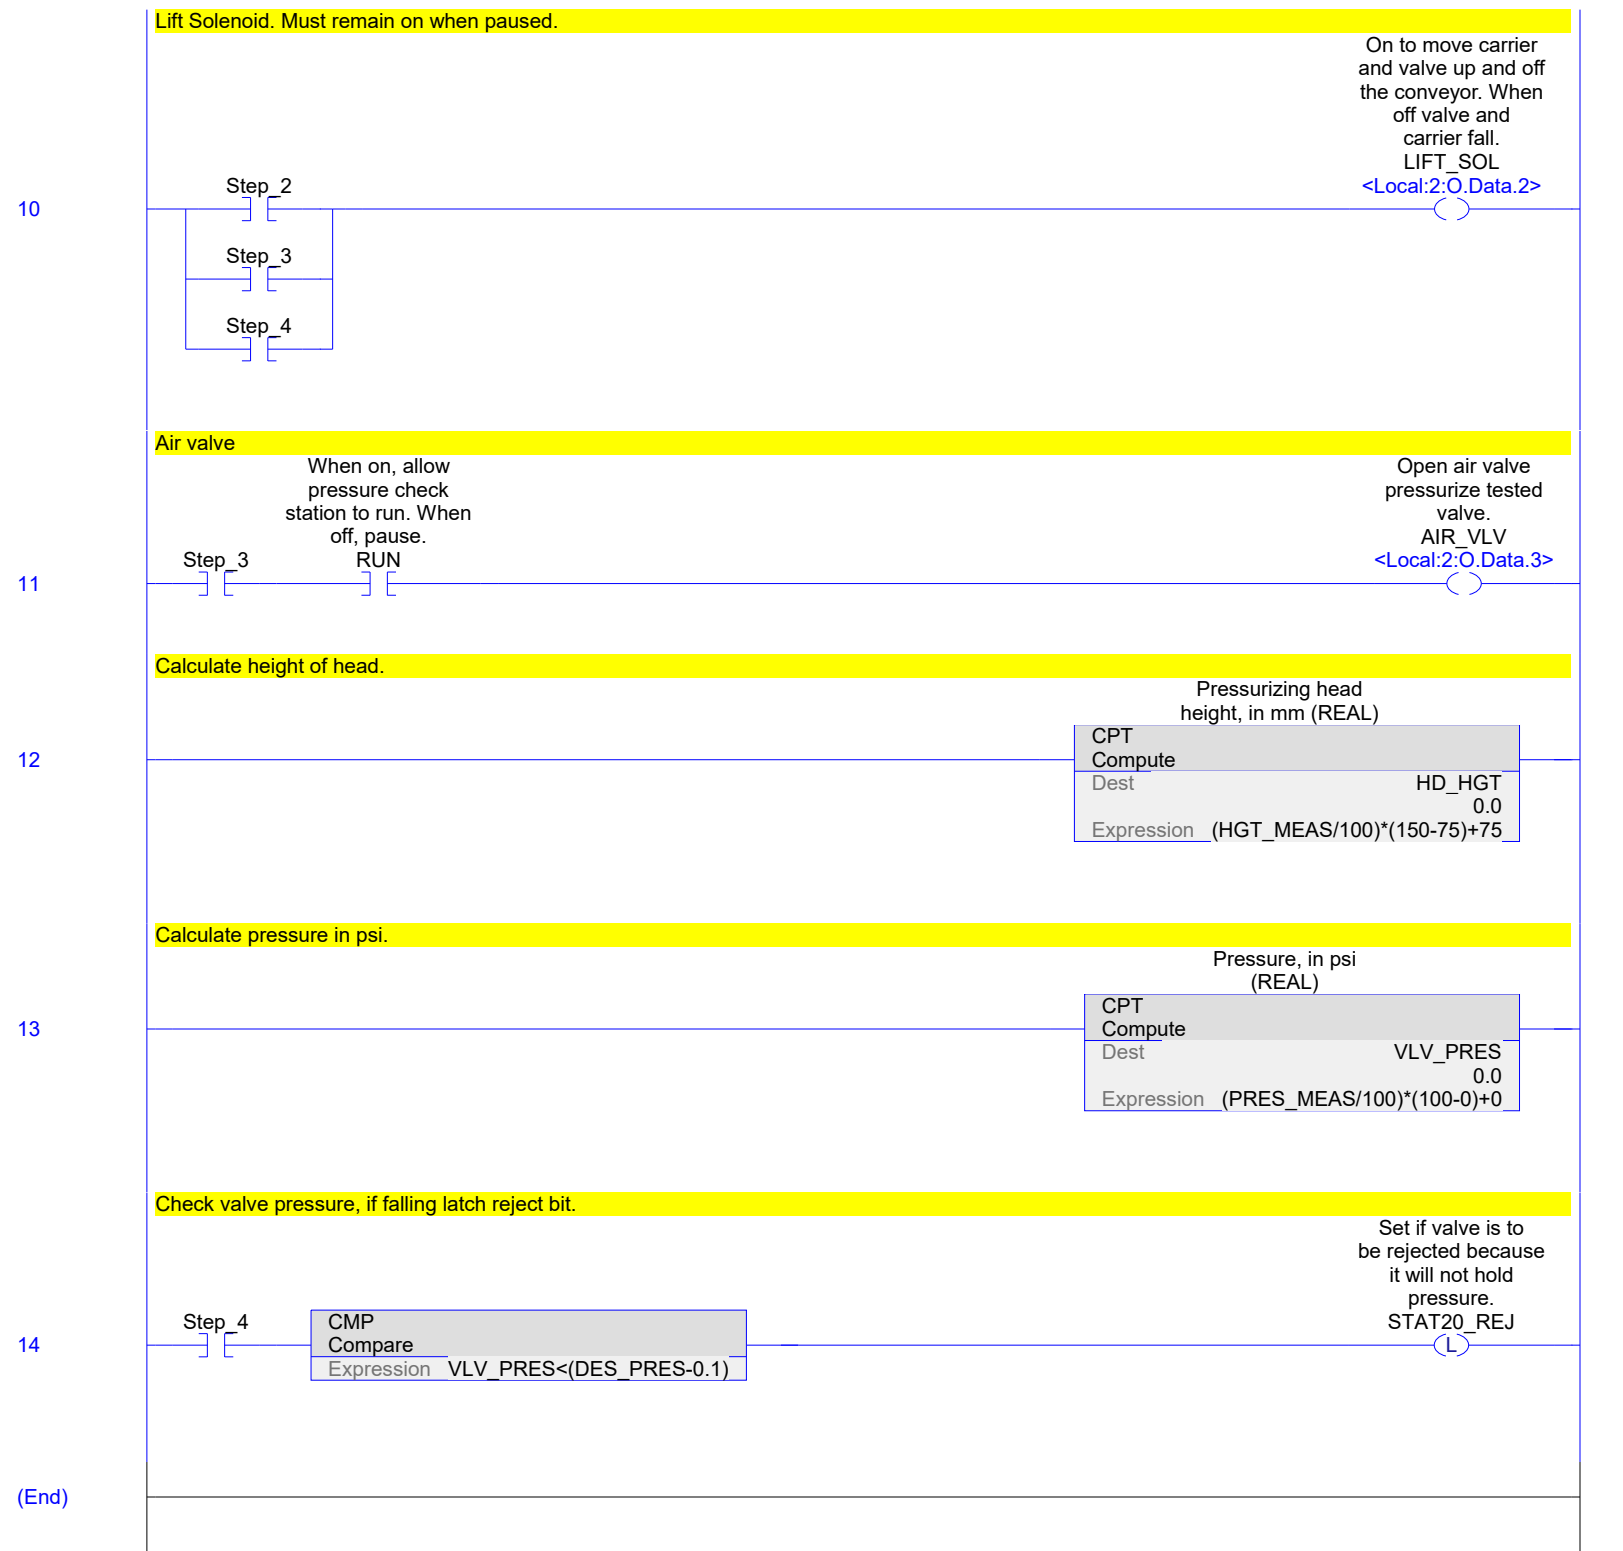 Lift Solenoid. Must remain on when paused.
On to move carrier
and valve up and off
the conveyor. When
off valve and
carrier fall.
LIFT_SOL
<Local:2:O.Data.2>
10
Step_2
Step_3
Step_4
Air valve
When on, allow
pressure check
station to run. When
off, pause.
RUN
Open air valve
pressurize tested
valve.
AIR_VLV
<Local:2:O.Data.3>
11
Step_3
Calculate height of head.
Pressurizing head
height, in mm (REAL)
12
CPT
Compute
Dest HD_HGT
0.0
Expression (HGT_MEAS/100)*(150-75)+75
Calculate pressure in psi.
Pressure, in psi
(REAL)
13
CPT
Compute
Dest VLV_PRES
0.0
Expression (PRES_MEAS/100)*(100-0)+0
Check valve pressure, if falling latch reject bit.
Set if valve is to
be rejected because
it will not hold
pressure.
STAT20_REJ
14
Step_4
CMP
Compare
Expression VLV_PRES<(DES_PRES-0.1)
L
(End)